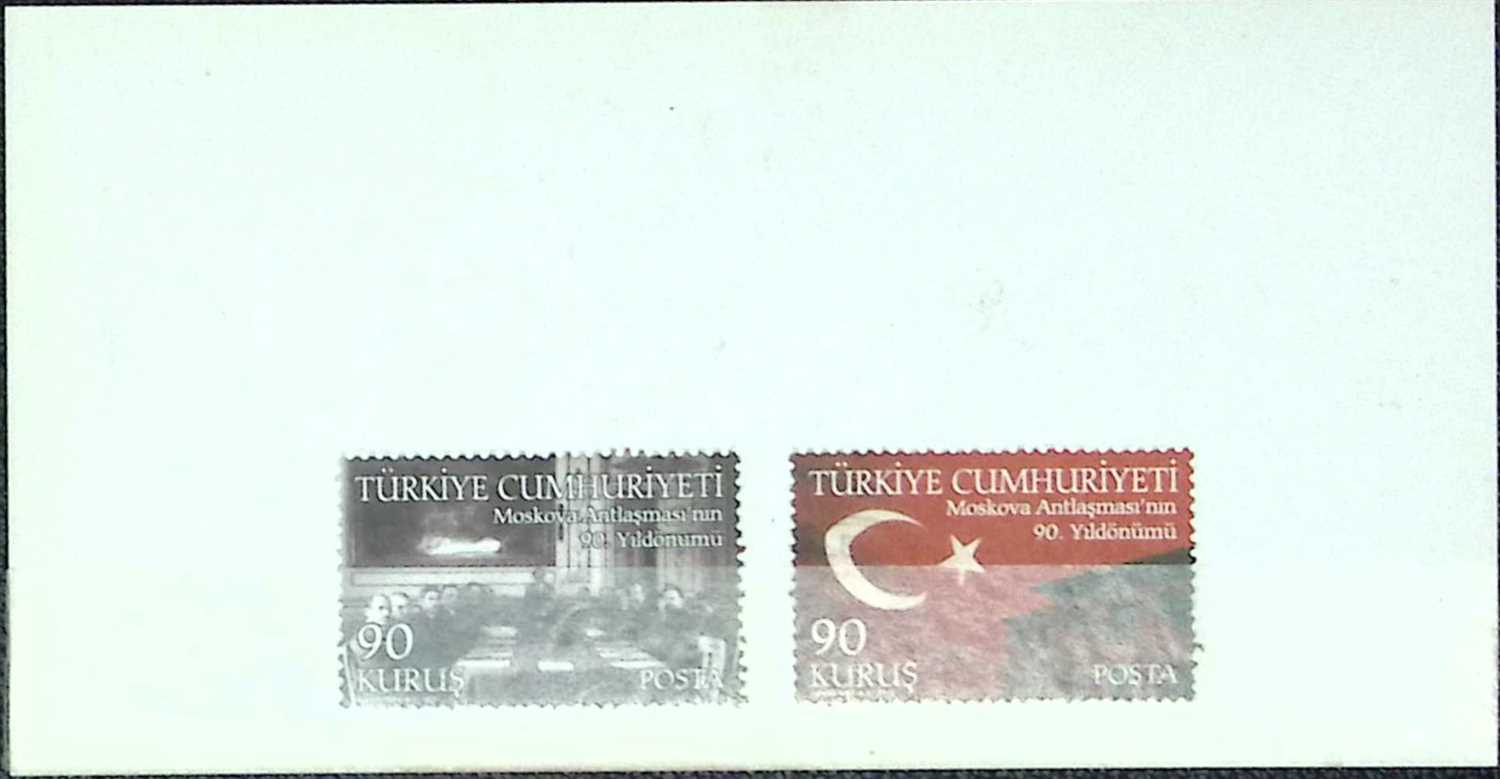 TÜRKİYE CUMHURİYETİ
Moskova Antlaşması'nın
90. Yıldönümü
90
KURUŞ
POSTA
TÜRKİYE CUMHURİYETİ
Moskova Antlaşması'nın
90. Yıldönümü
90
KURUŞ
POSTA